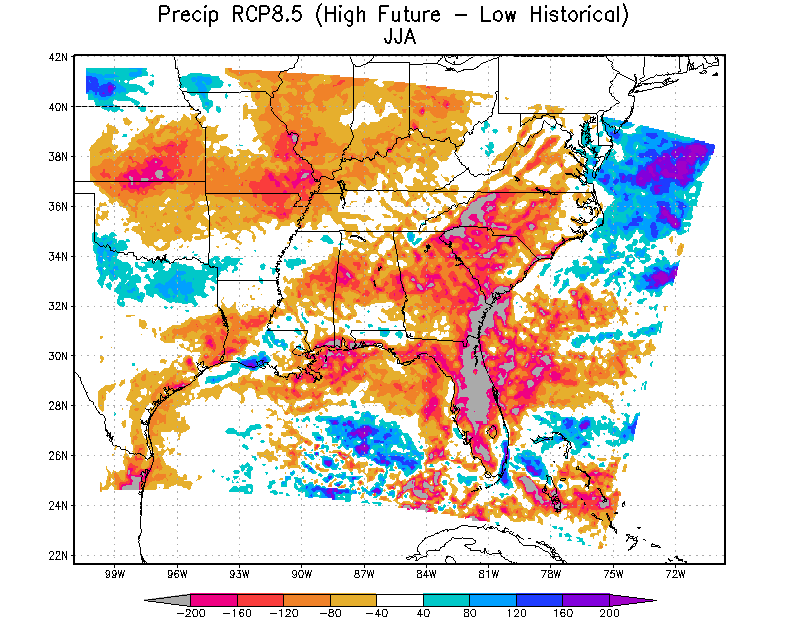 Precip RCP8.5 (High Future – Low Historical)
JJA
42N
40N
38N
36N
34N
32N
30N
28N
26N
24N
22N
99W 96W 93W 90W 87W 84W 81W 78W 75W 72W
−200 −160 −120 −80 −40 40 80 120 160 200